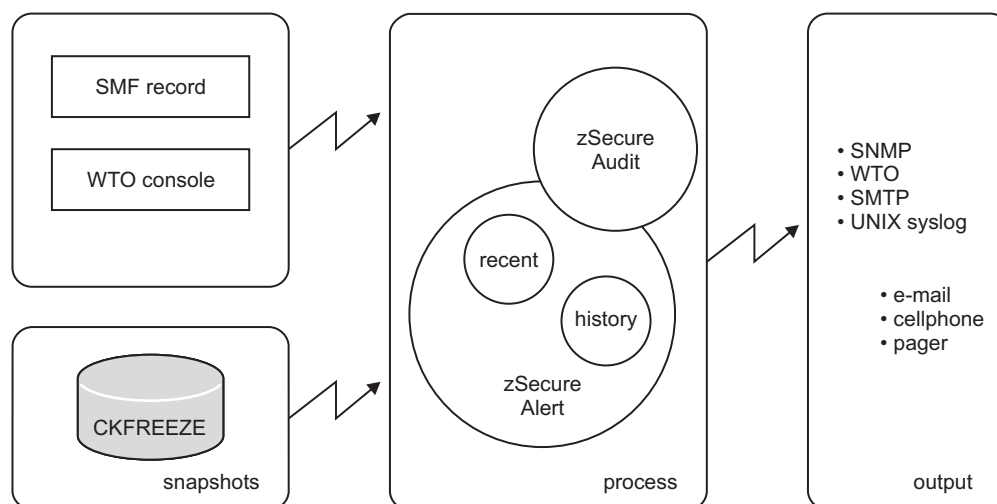 SMF record
WTO console
CKFREEZE
snapshots
zSecure
Audit
recent
history
zSecure
Alert
process
• SNMP
• WTO
• SMTP
• UNIX syslog
• e-mail
• cellphone
• pager
output